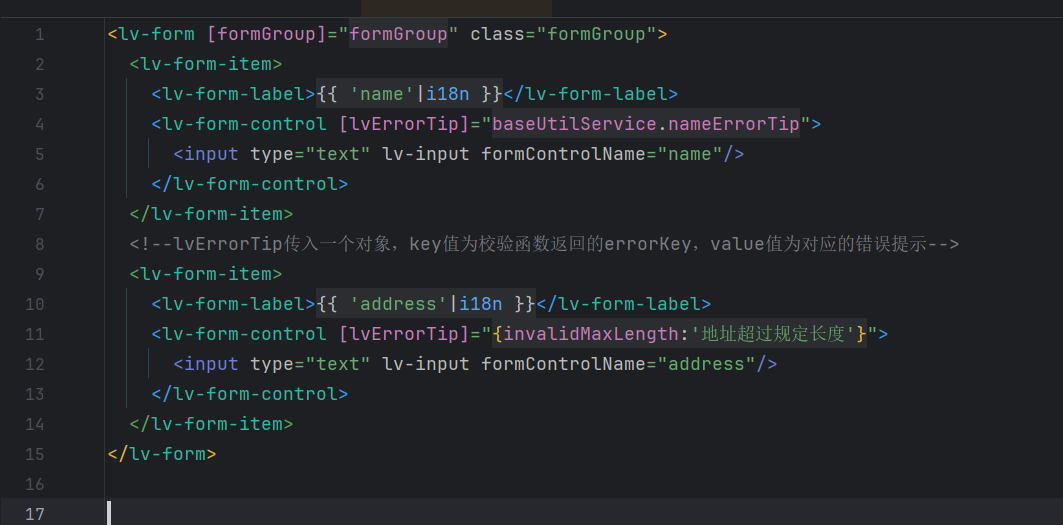 1 <lv-form [formGroup]="formGroup" class="formGroup">
2   <lv-form-item>
3     <lv-form-label>{{ 'name'|i18n }}</lv-form-label>
4     <lv-form-control [lvErrorTip]="baseUtilService.nameErrorTip">
5       <input type="text" lv-input formControlName="name"/>
6     </lv-form-control>
7   </lv-form-item>
8   <!--lvErrorTip传入一个对象，key值为校验函数返回的errorKey，value值为对应的错误提示-->
9   <lv-form-item>
10     <lv-form-label>{{ 'address'|i18n }}</lv-form-label>
11     <lv-form-control [lvErrorTip]="{invalidMaxLength:'地址超过规定长度'}">
12       <input type="text" lv-input formControlName="address"/>
13     </lv-form-control>
14   </lv-form-item>
15 </lv-form>
16
17